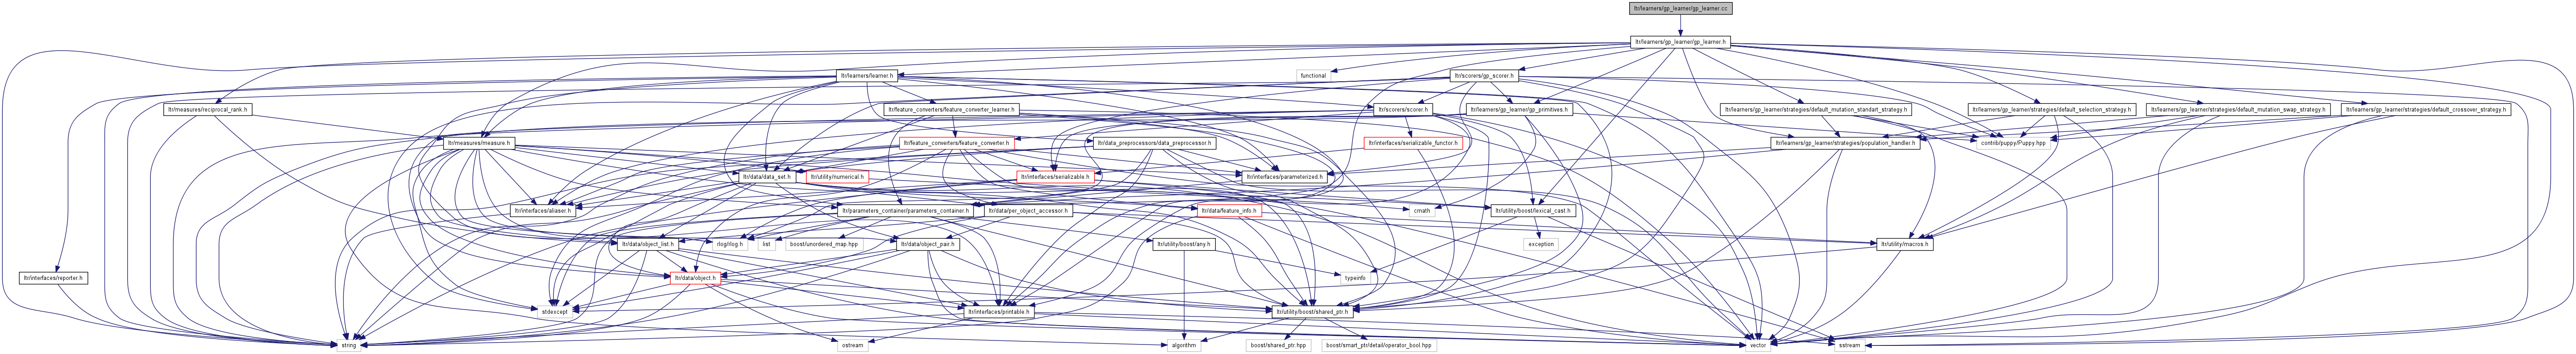 ltr/learners/gp_learner/gp_learner.cc
ltr/learners/gp_learner/gp_learner.h
ltr/learners/learner.h
functional
ltr/scorers/gp_scorer.h
ltr/measures/reciprocal_rank.h
ltr/feature_converters/feature_converter_learner.h
ltr/scorers/scorer.h
ltr/learners/gp_learner/gp_primitives.h
ltr/learners/gp_learner/strategies/default_mutation_standart_strategy.h
ltr/learners/gp_learner/strategies/default_selection_strategy.h
ltr/learners/gp_learner/strategies/default_mutation_swap_strategy.h
ltr/learners/gp_learner/strategies/default_crossover_strategy.h
ltr/measures/measure.h
ltr/feature_converters/feature_converter.h
ltr/data_preprocessors/data_preprocessor.h
ltr/interfaces/serializable_functor.h
ltr/learners/gp_learner/strategies/population_handler.h
contrib/puppy/Puppy.hpp
ltr/data/data_set.h
ltr/utility/numerical.h
ltr/interfaces/serializable.h
ltr/interfaces/parameterized.h
ltr/interfaces/aliaser.h
ltr/parameters_container/parameters_container.h
ltr/data/per_object_accessor.h
ltr/data/feature_info.h
cmath
ltr/utility/boost/lexical_cast.h
rlog/rlog.h
list
boost/unordered_map.hpp
ltr/data/object_list.h
ltr/data/object_pair.h
ltr/utility/boost/any.h
exception
ltr/utility/macros.h
ltr/interfaces/reporter.h
ltr/data/object.h
typeinfo
stdexcept
ltr/interfaces/printable.h
ltr/utility/boost/shared_ptr.h
string
ostream
algorithm
boost/shared_ptr.hpp
boost/smart_ptr/detail/operator_bool.hpp
vector
sstream